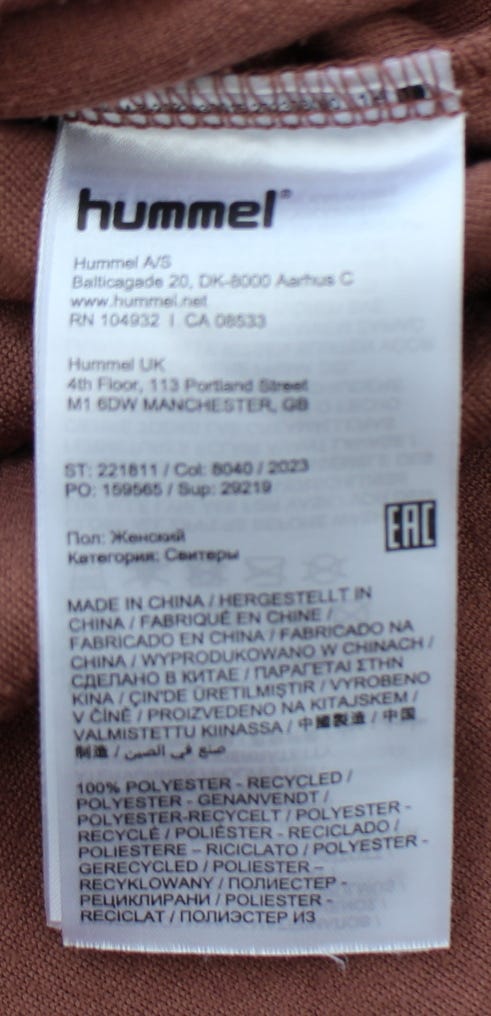 hummel®
Hummel A/S
Balticagade 20, DK-8000 Aarhus C
www.hummel.net
RN 104932 | CA 08533
Hummel UK
4th Floor, 113 Portland Street
M1 6DW MANCHESTER, GB
ST: 221811 / Col: 8040 / 2023
PO: 159565 / Sup: 29219
EAC
Пол: Женский
Категория: Свитеры
MADE IN CHINA / HERGESTELLT IN
CHINA / FABRIQUÉ EN CHINE /
FABRICADO EN CHINA / FABRICADO NA
CHINA / WYPRODUKOWANO W CHINACH /
СДЕЛАНО В КИТАЕ / ΠΑΡΑΓΕΤΑΙ ΣΤΗΝ
ΚΙΝΑ / ÇIN'DE ÜRETILMIŞTIR / VYROBENO
V ČÍNĚ / PROIZVEDENO NA KITAJSKEM /
VALMISTETTU KIINASSA / 中國製造 / 中国
制造 / صنع في الصين
100% POLYESTER - RECYCLED /
POLYESTER - GENANVENDT /
POLYESTER-RECYCELT / POLYESTER -
RECYCLÉ / POLIÉSTER - RECICLADO /
POLIESTERE – RICICLATO / POLYESTER -
GERECYCLED / POLIESTER –
RECYKLOWANY / ПОЛИЕСТЕР -
РЕЦИКЛИРАНИ / POLIESTER -
RECICLAT / ПОЛИЭСТЕР ИЗ